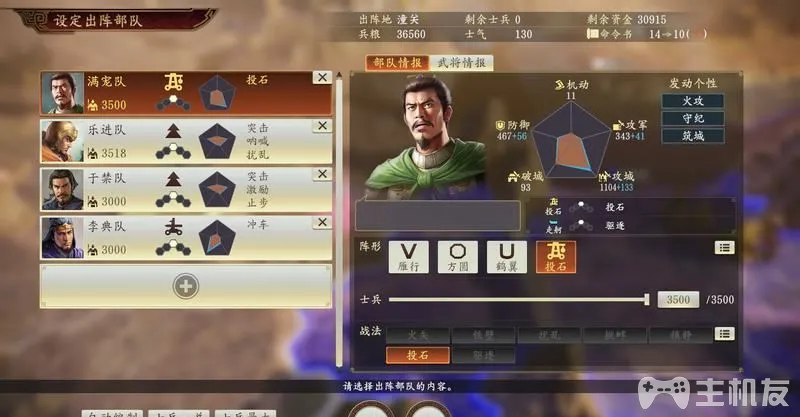 设定出阵部队
出阵地 潼关 剩余士兵 0 剩余资金 30915
兵粮 36560 士气 130 命令书 14→10( )
部队情报 武将情报
满宠队 投石
3500
乐进队 突击
呐喊
3518 扰乱
于禁队 突击
激励
3000 止步
李典队 冲车
3000
机动
11
防御
467+56
攻军
343+41
破城
93
攻城
1104+133
发动个性
火攻
守纪
筑城
投石 投石
走舸 驱逐
阵形
雁行 方圆 鹤翼 投石
士兵 3500 /3500
战法 火矢 扰乱
投石 驱逐
请选择出阵部队的内容。
主机友